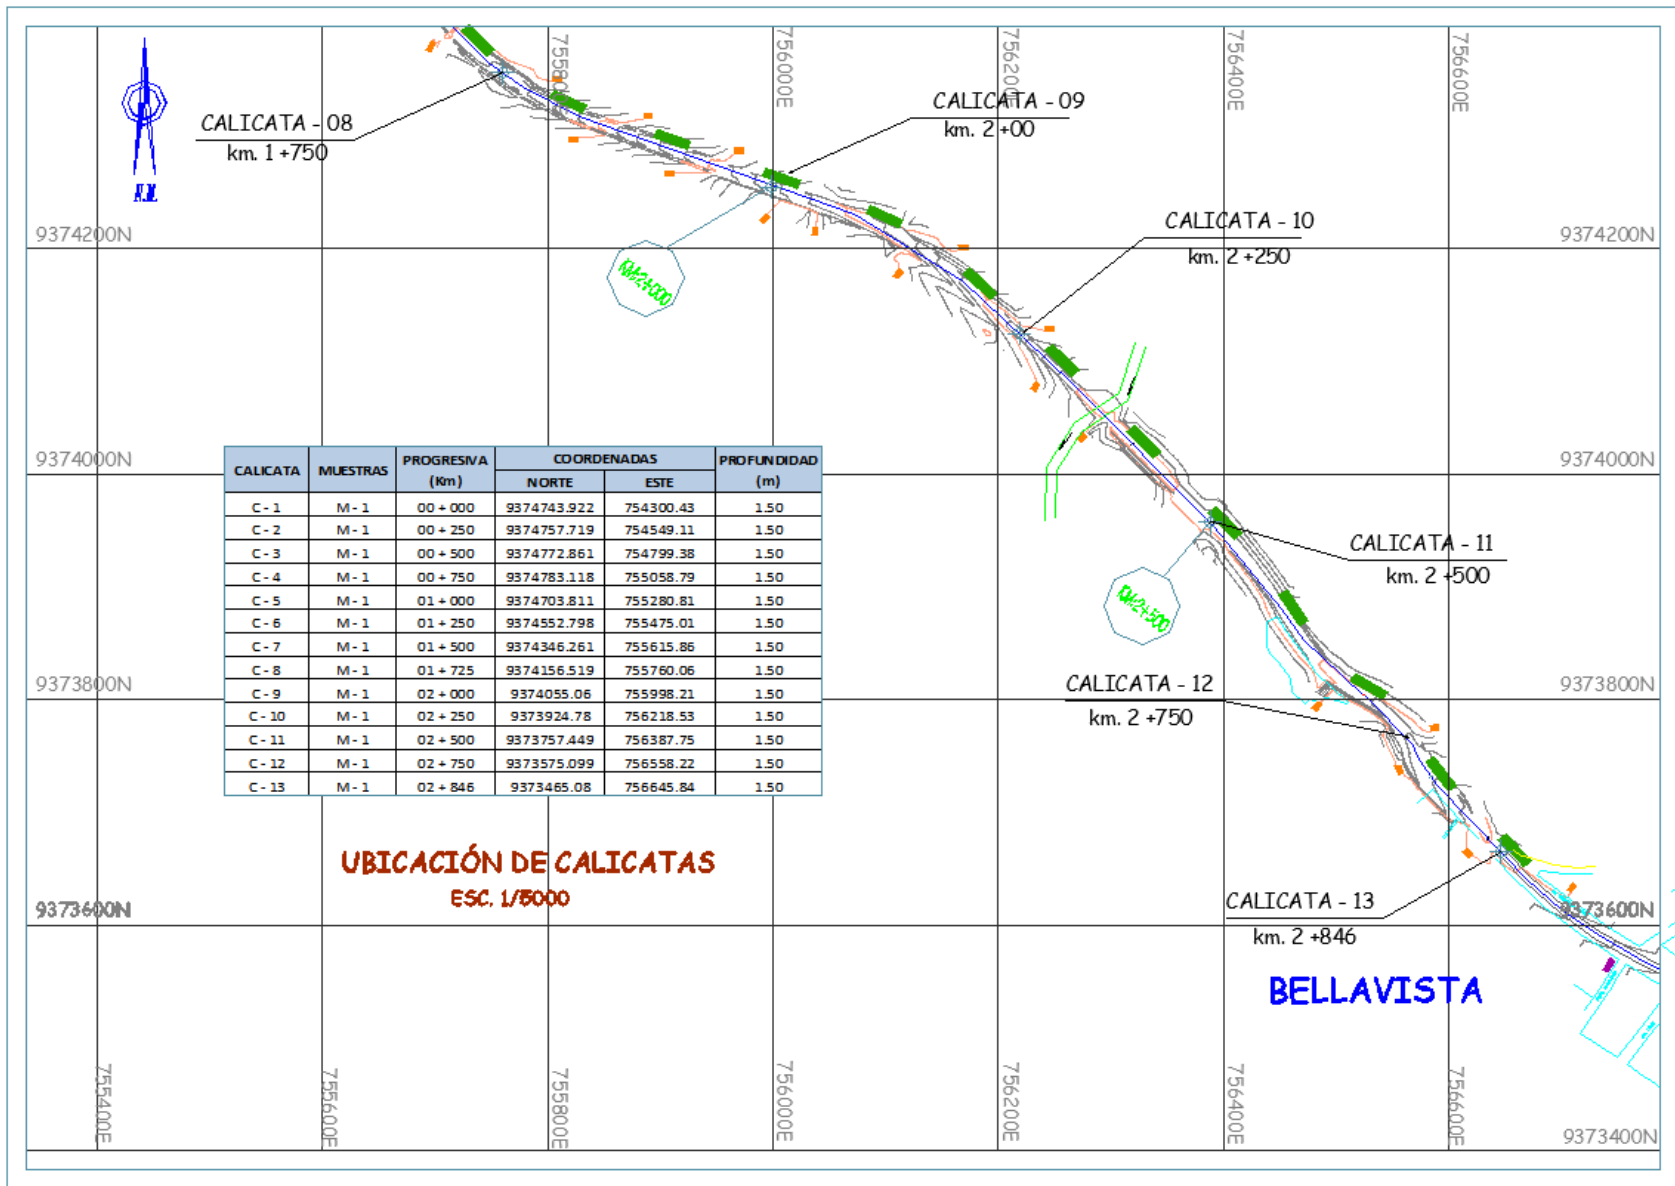 755800E
756000E
756200E
756400E
756600E
CALICATA - 08
km. 1 +750
CALICATA - 09
km. 2 +00
N.M.
CALICATA - 10
km. 2 +250
9374200N
9374200N
KM:2+000
9374000N
9374000N
CALICATA MUESTRAS PROGRESIVA (Km) COORDENADAS PROFUNDIDAD (m)
NORTE ESTE
C - 1 M - 1 00 + 000 9374743.922 754300.43 1.50
C - 2 M - 1 00 + 250 9374757.719 754549.11 1.50
C - 3 M - 1 00 + 500 9374772.861 754799.38 1.50
C - 4 M - 1 00 + 750 9374783.118 755058.79 1.50
C - 5 M - 1 01 + 000 9374703.811 755280.81 1.50
C - 6 M - 1 01 + 250 9374552.798 755475.01 1.50
C - 7 M - 1 01 + 500 9374346.261 755615.86 1.50
C - 8 M - 1 01 + 725 9374156.519 755760.06 1.50
C - 9 M - 1 02 + 000 9374055.06 755998.21 1.50
C - 10 M - 1 02 + 250 9373924.78 756218.53 1.50
C - 11 M - 1 02 + 500 9373757.449 756387.75 1.50
C - 12 M - 1 02 + 750 9373575.099 756558.22 1.50
C - 13 M - 1 02 + 846 9373465.08 756645.84 1.50
CALICATA - 11
km. 2 +500
KM:2+500
9373800N
9373800N
CALICATA - 12
km. 2 +750
UBICACIÓN DE CALICATAS
ESC. 1/5000
CALICATA - 13
km. 2 +846
9373600N
9373600N
BELLAVISTA
755400E
755600E
755800E
756000E
756200E
756400E
756600E
9373400N